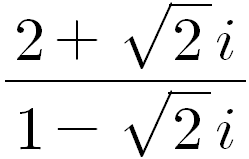 2 + √2 i
1 − √2 i